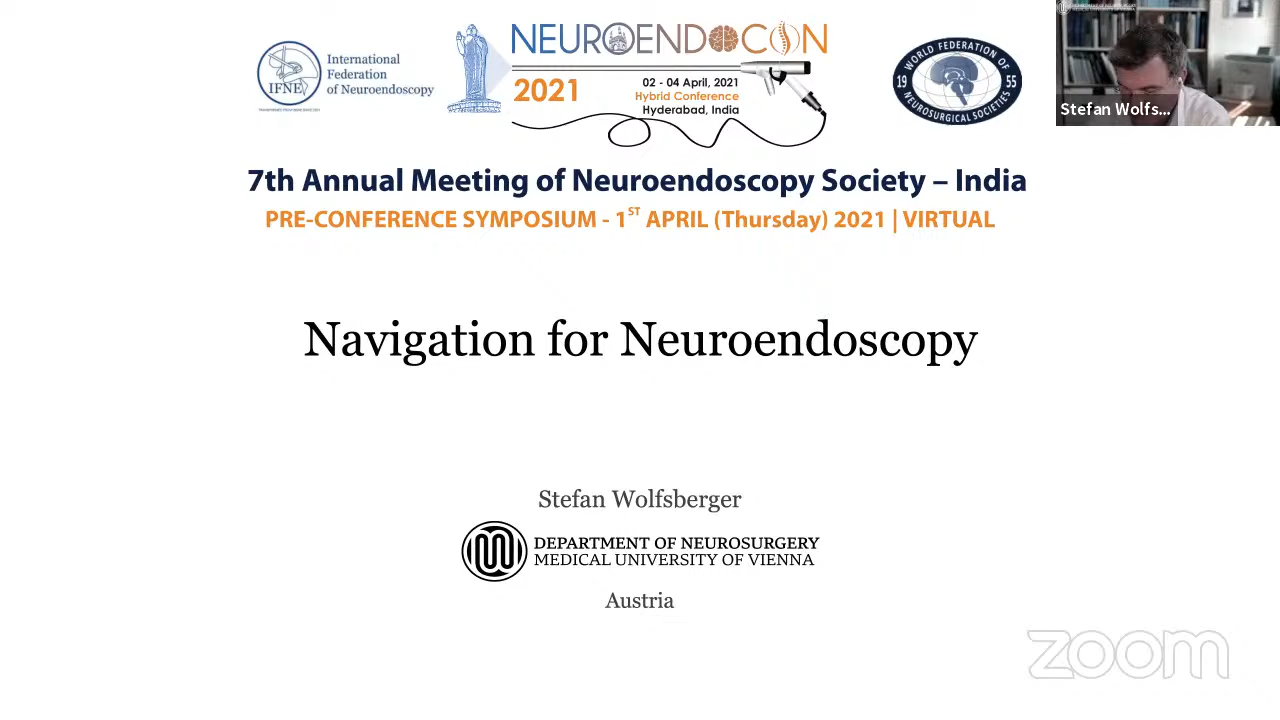 IFNE
International
Federation
of Neuroendoscopy
NEUROENDOCON
2021
02 - 04 April, 2021
Hybrid Conference
Hyderabad, India
WORLD FEDERATION OF
19 55
NEUROSURGICAL SOCIETIES
Stefan Wolfs...
7th Annual Meeting of Neuroendoscopy Society – India
PRE-CONFERENCE SYMPOSIUM - 1ST APRIL (Thursday) 2021 | VIRTUAL
Navigation for Neuroendoscopy
Stefan Wolfsberger
DEPARTMENT OF NEUROSURGERY
MEDICAL UNIVERSITY OF VIENNA
Austria
zoom